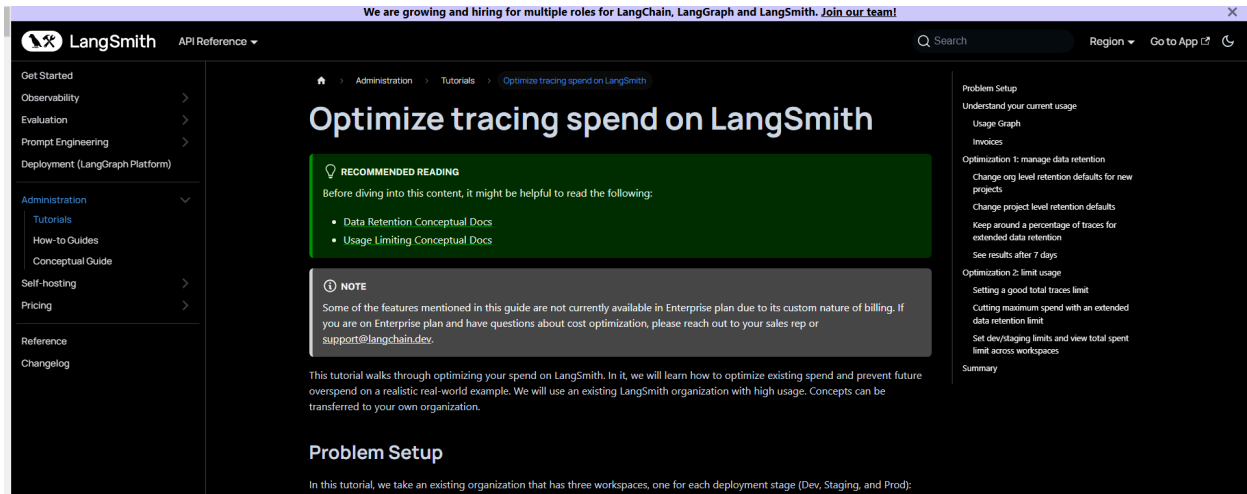 We are growing and hiring for multiple roles for LangChain, LangGraph and LangSmith. Join our team!
LangSmith
API Reference
Search
Region
Go to App
Get Started
Observability
Evaluation
Prompt Engineering
Deployment (LangGraph Platform)
Administration
Tutorials
How-to Guides
Conceptual Guide
Self-hosting
Pricing
Reference
Changelog
Administration > Tutorials > Optimize tracing spend on LangSmith
Optimize tracing spend on LangSmith
RECOMMENDED READING
Before diving into this content, it might be helpful to read the following:
• Data Retention Conceptual Docs
• Usage Limiting Conceptual Docs
NOTE
Some of the features mentioned in this guide are not currently available in Enterprise plan due to its custom nature of billing. If
you are on Enterprise plan and have questions about cost optimization, please reach out to your sales rep or
support@langchain.dev.
This tutorial walks through optimizing your spend on LangSmith. In it, we will learn how to optimize existing spend and prevent future
overspend on a realistic real-world example. We will use an existing LangSmith organization with high usage. Concepts can be
transferred to your own organization.
Problem Setup
In this tutorial, we take an existing organization that has three workspaces, one for each deployment stage (Dev, Staging, and Prod):
Problem Setup
Understand your current usage
Usage Graph
Invoices
Optimization 1: manage data retention
Change org level retention defaults for new
projects
Change project level retention defaults
Keep around a percentage of traces for
extended data retention
See results after 7 days
Optimization 2: limit usage
Setting a good total traces limit
Cutting maximum spend with an extended
data retention limit
Set dev/staging limits and view total spent
limit across workspaces
Summary